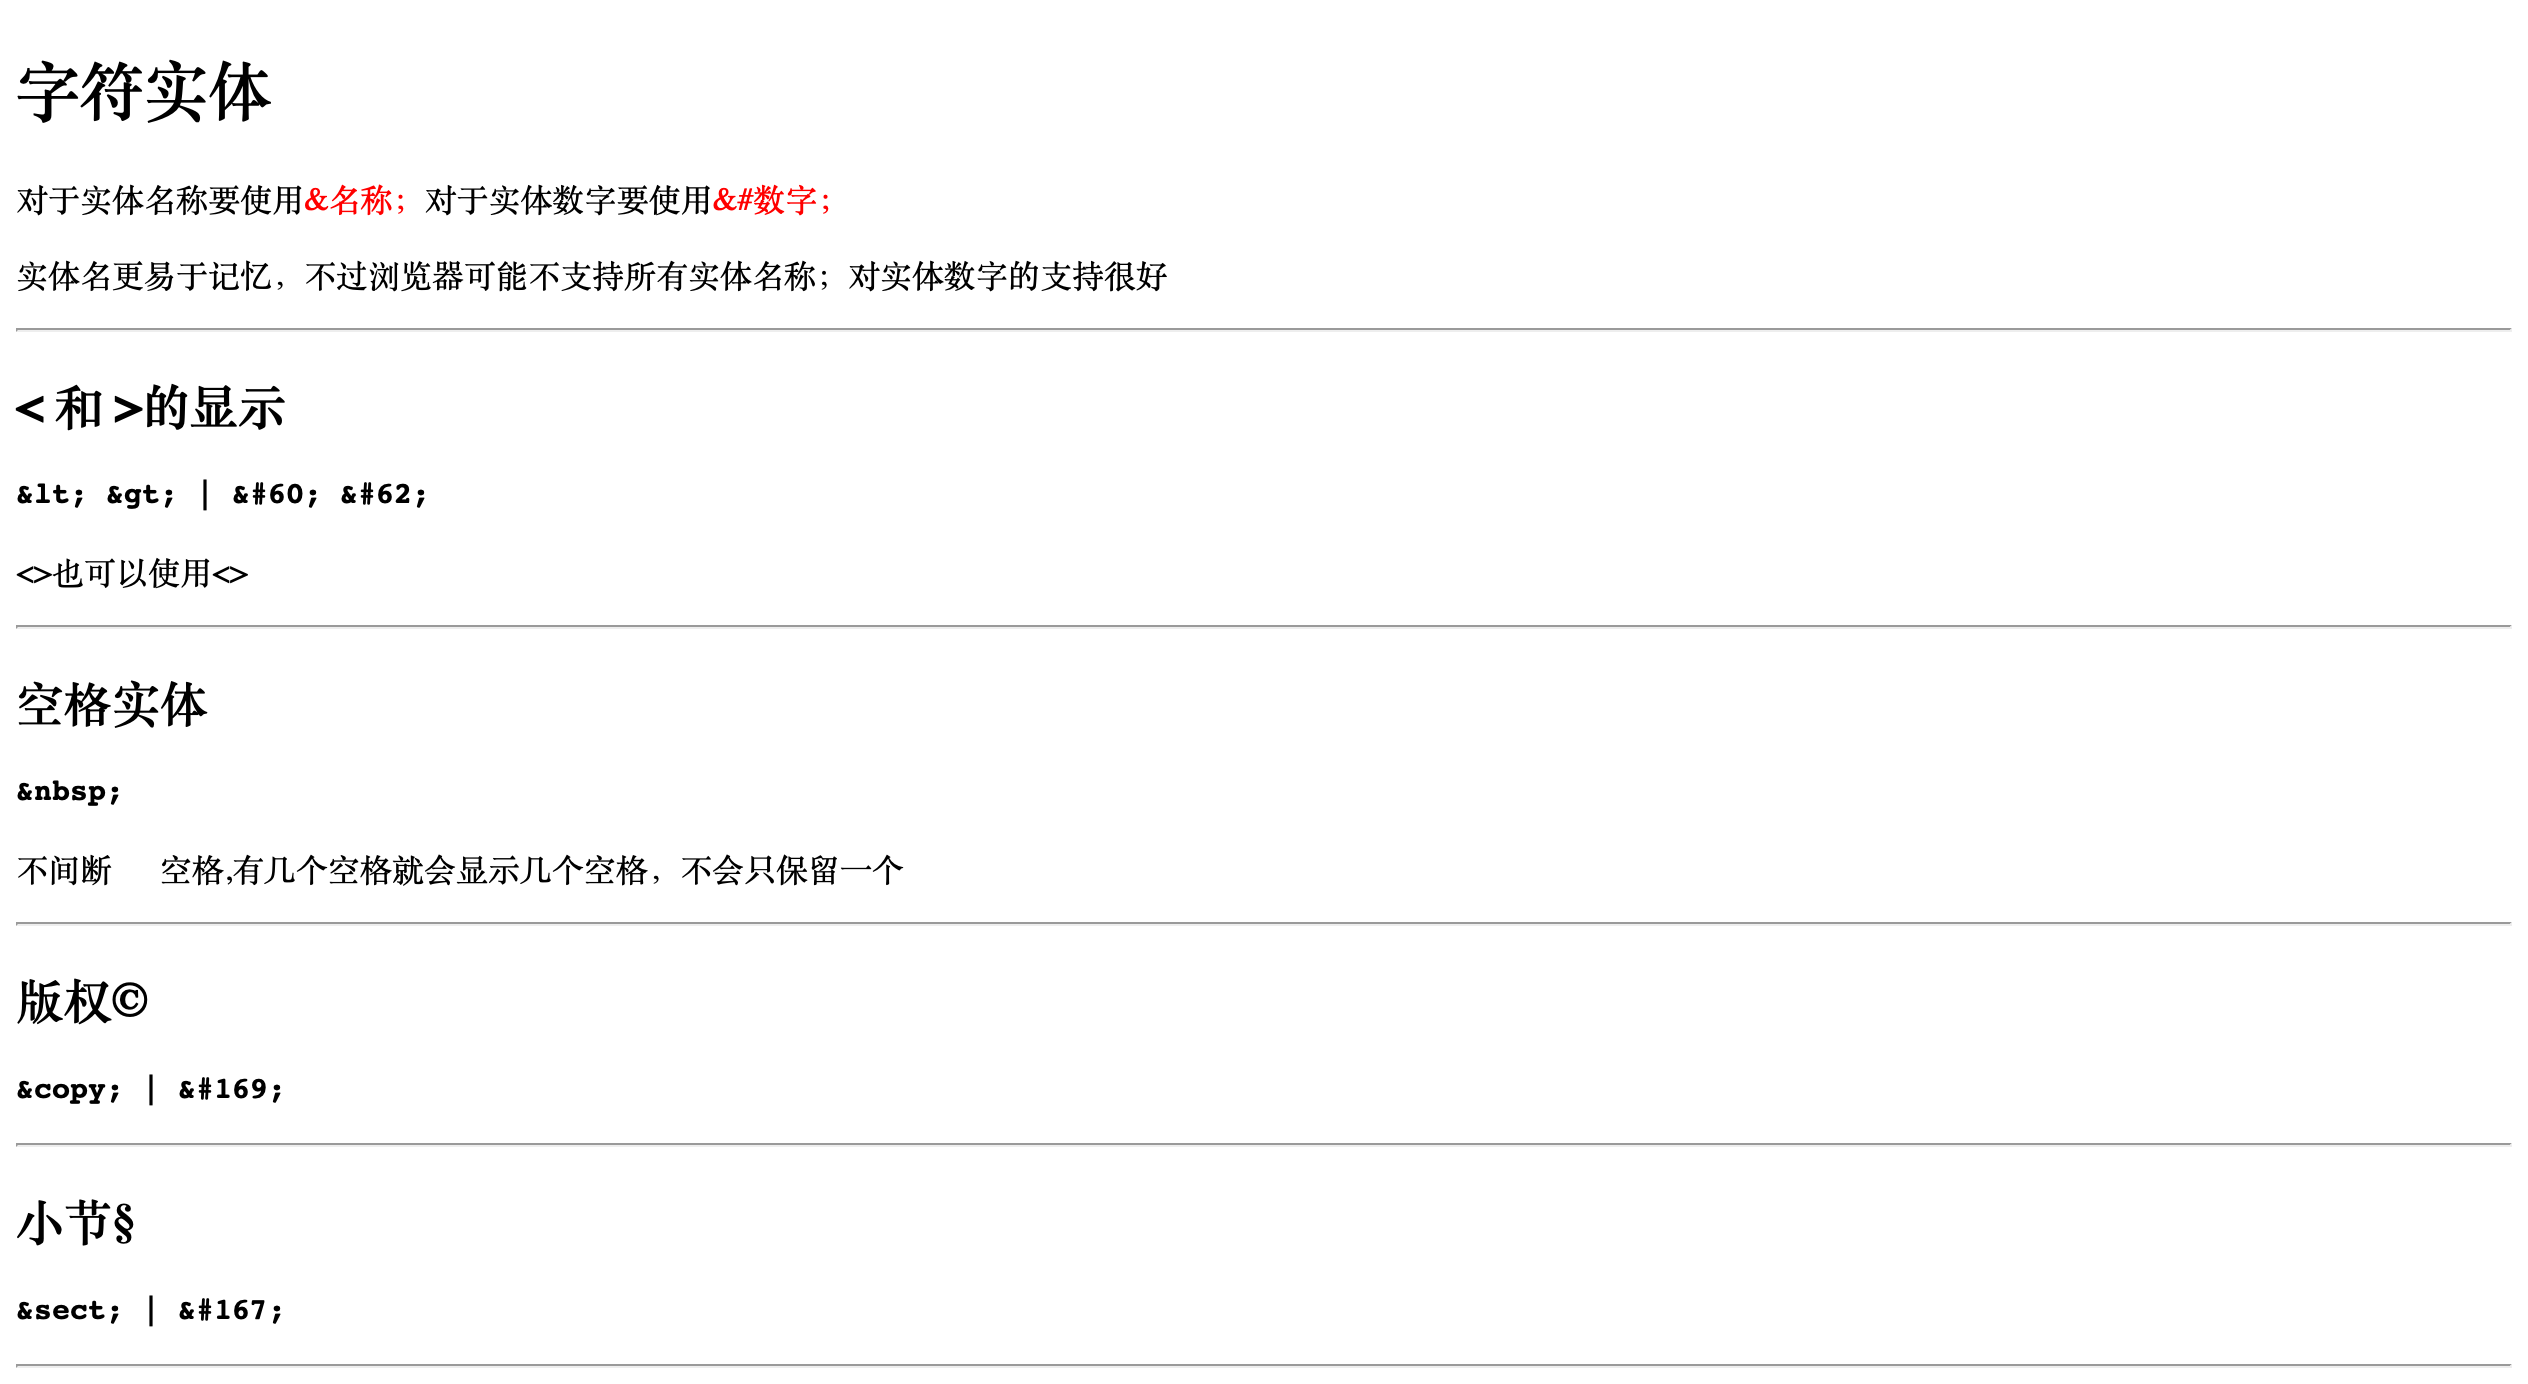 字符实体
对于实体名称要使用&名称；对于实体数字要使用&#数字;
实体名更易于记忆，不过浏览器可能不支持所有实体名称；对实体数字的支持很好
< 和 >的显示
&lt; &gt; | &#60; &#62;
<>也可以使用<>
空格实体
&nbsp;
不间断   空格,有几个空格就会显示几个空格，不会只保留一个
版权©
&copy; | &#169;
小节§
&sect; | &#167;